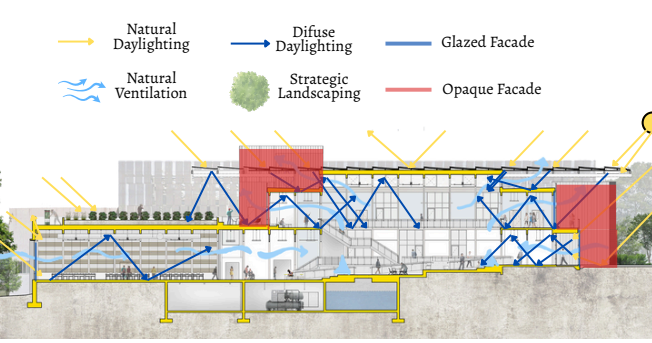 Natural
Daylighting
Difuse
Daylighting
Glazed Facade
Natural
Ventilation
Strategic
Landscaping
Opaque Facade